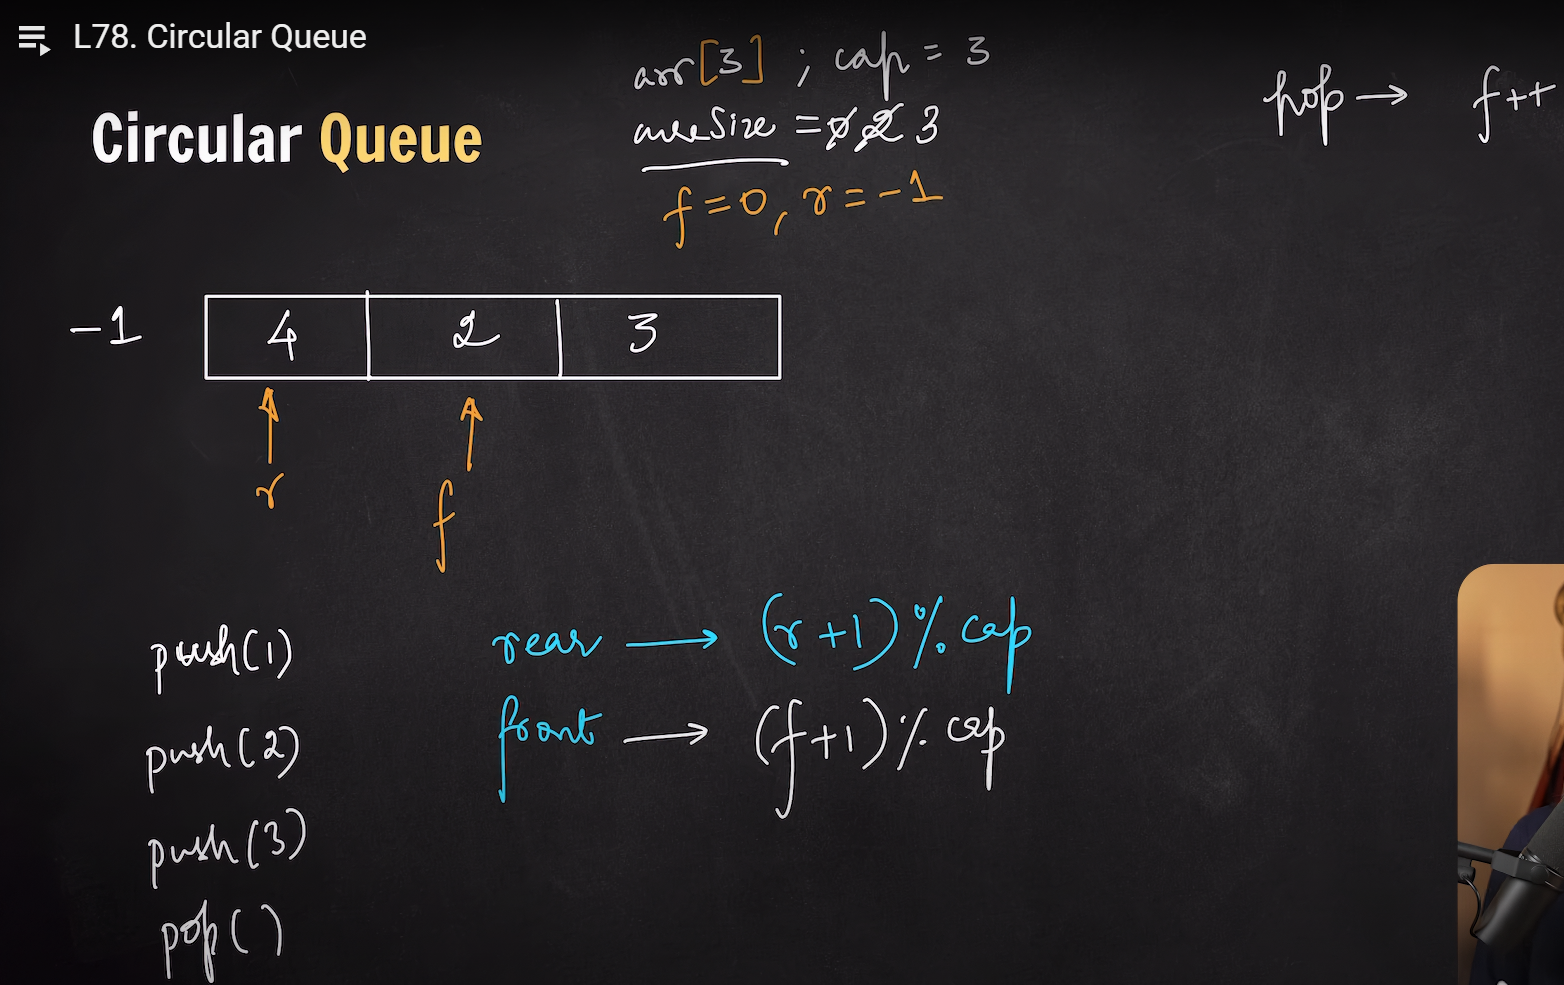 L78. Circular Queue
arr[3] ; cap = 3
Circular Queue
currSize = 0 2 3
pop → f++
f=0, r=-1
-1 4 2 3
r f
push(1)
rear → (r+1)% cap
push(2)
front → (f+1)% cap
push(3)
pop()